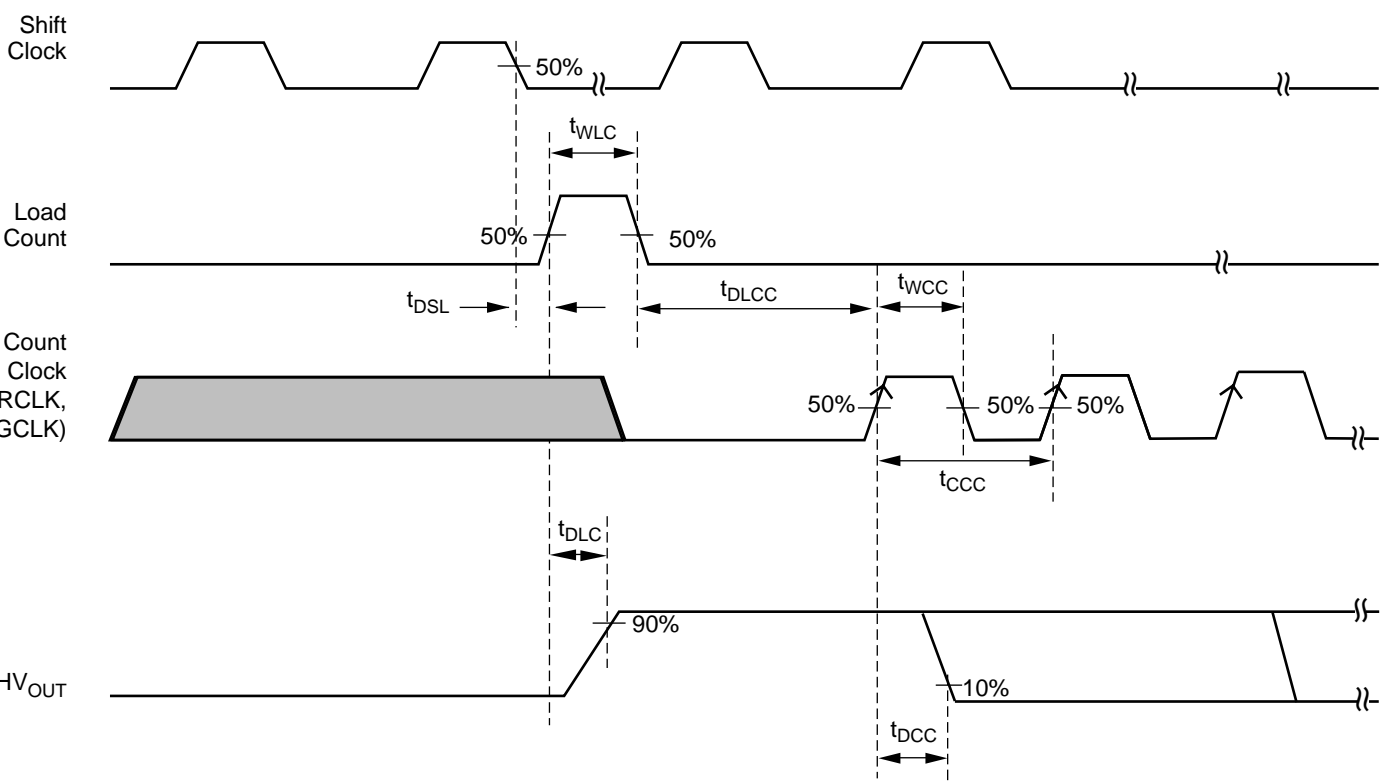 Shift
Clock
50%
tWLC
Load
Count
50%
50%
tDSL
tDLCC
tWCC
Count
Clock
RCLK,
GCLK)
50%
50%
50%
tCCC
tDLC
90%
HVOUT
10%
tDCC